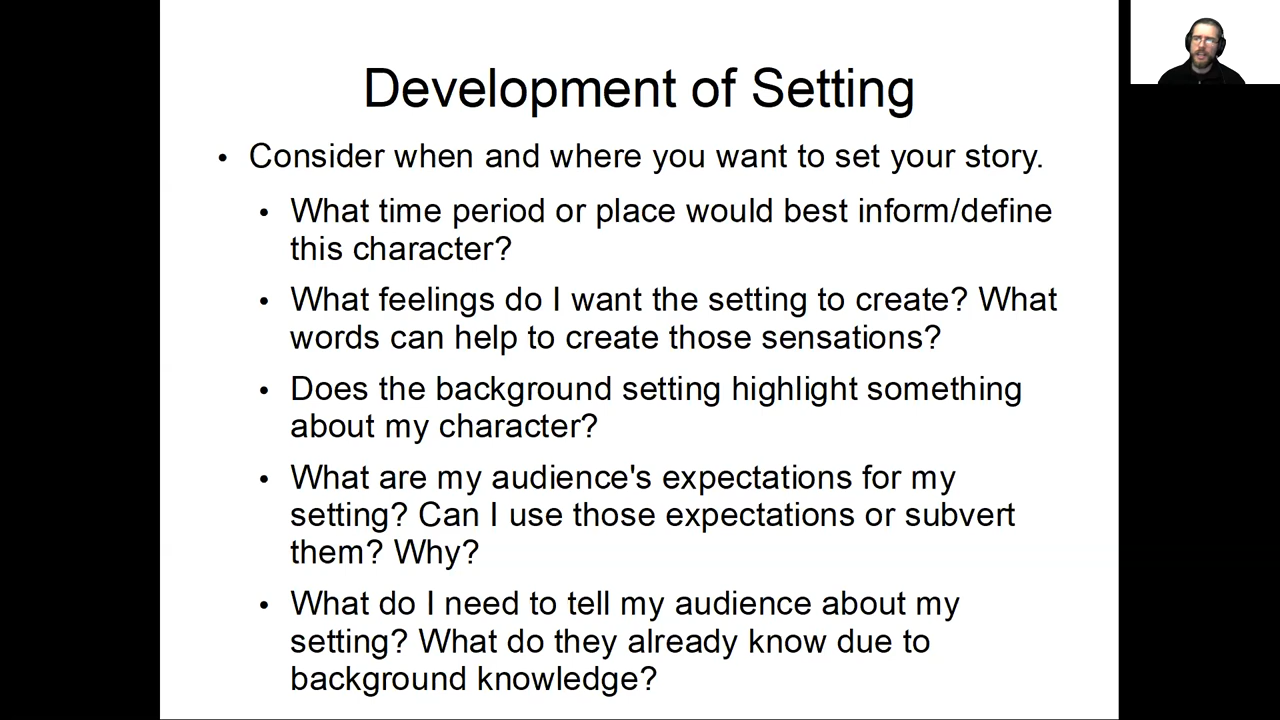 Development of Setting
• Consider when and where you want to set your story.
• What time period or place would best inform/define
this character?
• What feelings do I want the setting to create? What
words can help to create those sensations?
• Does the background setting highlight something
about my character?
• What are my audience's expectations for my
setting? Can I use those expectations or subvert
them? Why?
• What do I need to tell my audience about my
setting? What do they already know due to
background knowledge?